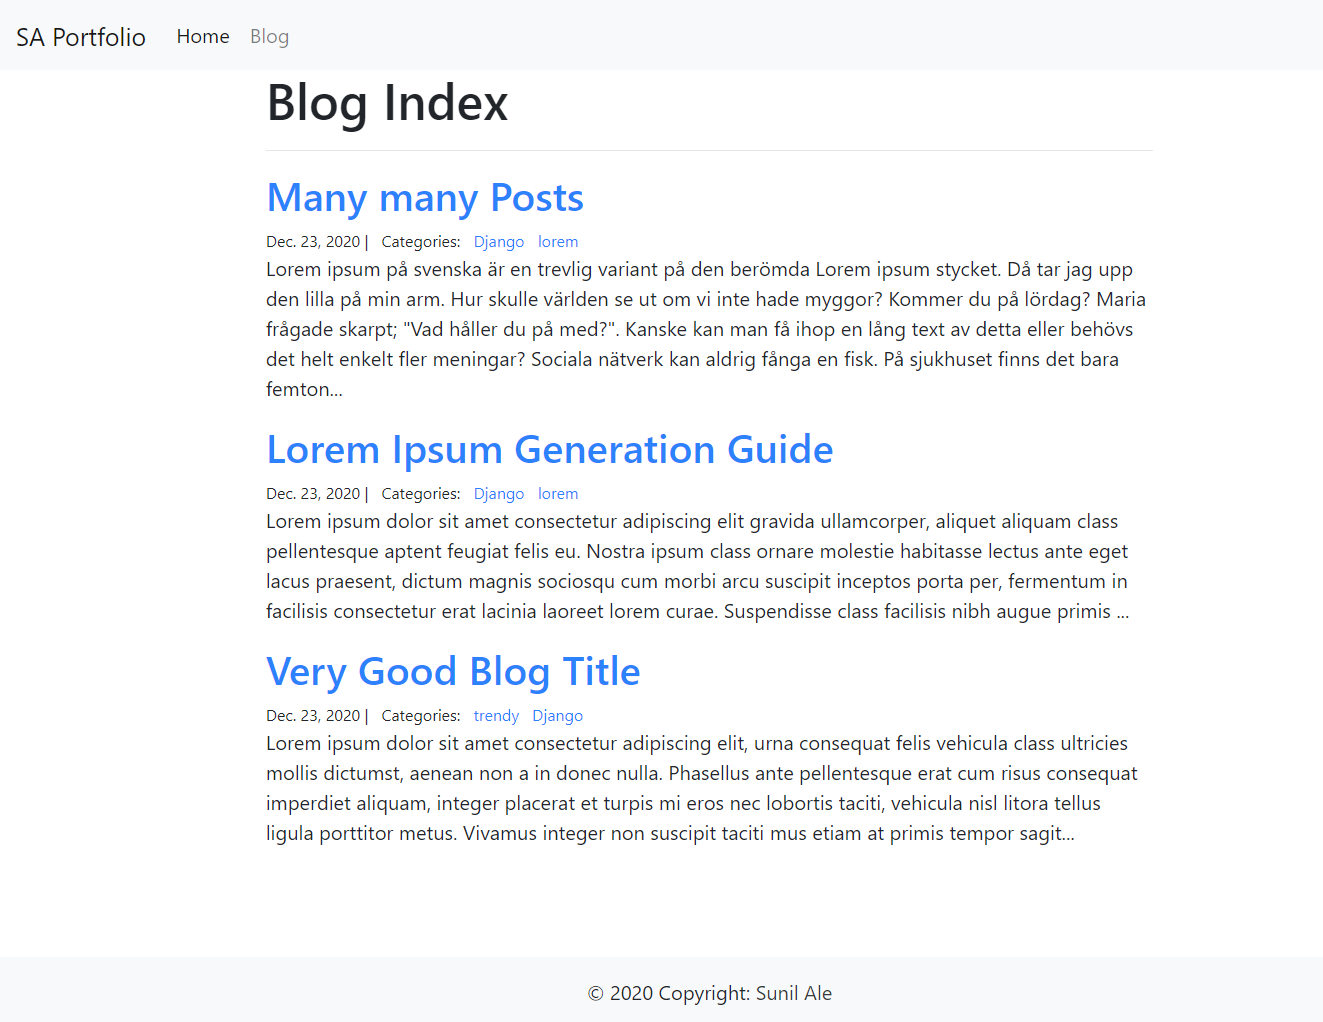 SA Portfolio Home Blog
Blog Index
Many many Posts
Dec. 23, 2020 | Categories: Django lorem
Lorem ipsum på svenska är en trevlig variant på den berömda Lorem ipsum stycket. Då tar jag upp
den lilla på min arm. Hur skulle världen se ut om vi inte hade myggor? Kommer du på lördag? Maria
frågade skarpt; "Vad håller du på med?". Kanske kan man få ihop en lång text av detta eller behövs
det helt enkelt fler meningar? Sociala nätverk kan aldrig fånga en fisk. På sjukhuset finns det bara
femton...
Lorem Ipsum Generation Guide
Dec. 23, 2020 | Categories: Django lorem
Lorem ipsum dolor sit amet consectetur adipiscing elit gravida ullamcorper, aliquet aliquam class
pellentesque aptent feugiat felis eu. Nostra ipsum class ornare molestie habitasse lectus ante eget
lacus praesent, dictum magnis sociosqu cum morbi arcu suscipit inceptos porta per, fermentum in
facilisis consectetur erat lacinia laoreet lorem curae. Suspendisse class facilisis nibh augue primis ...
Very Good Blog Title
Dec. 23, 2020 | Categories: trendy Django
Lorem ipsum dolor sit amet consectetur adipiscing elit, urna consequat felis vehicula class ultricies
mollis dictumst, aenean non a in donec nulla. Phasellus ante pellentesque erat cum risus consequat
imperdiet aliquam, integer placerat et turpis mi eros nec lobortis taciti, vehicula nisl litora tellus
ligula porttitor metus. Vivamus integer non suscipit taciti mus etiam at primis tempor sagit...
© 2020 Copyright: Sunil Ale